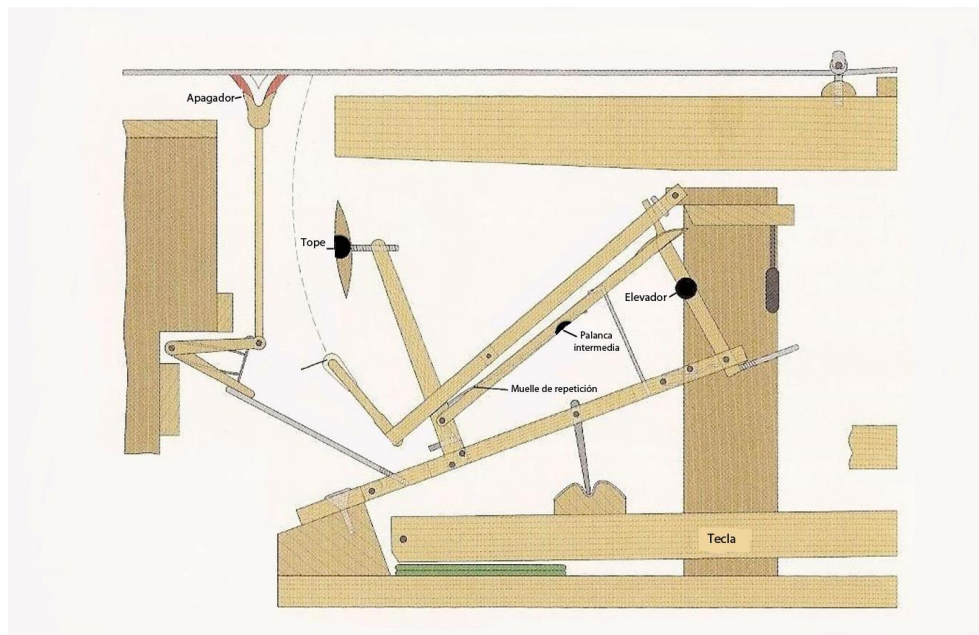 Apagador
Tope
Elevador
Palanca
intermedia
Muelle de repetición
Tecla